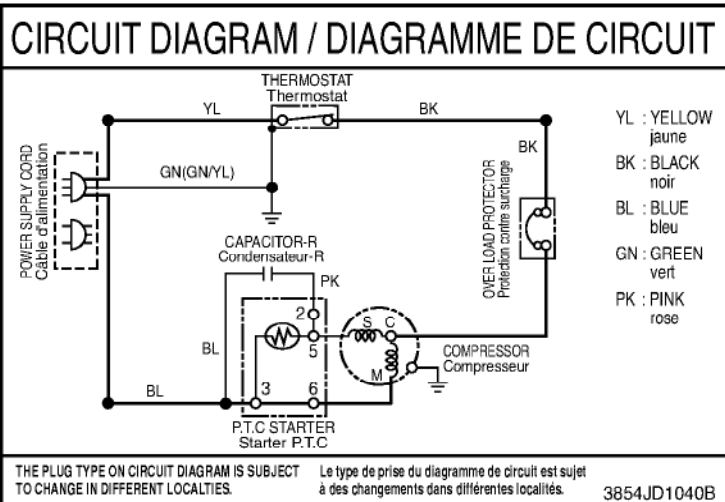 CIRCUIT DIAGRAM / DIAGRAMME DE CIRCUIT
THERMOSTAT
Thermostat
YL
BK
YL : YELLOW
jaune
BK : BLACK
noir
BL : BLUE
bleu
GN : GREEN
vert
PK : PINK
rose
BK
POWER SUPPLY CORD
Câble d'alimentation
GN(GN/YL)
OVER LOAD PROTECTOR
Protection contre surcharge
CAPACITOR-R
Condensateur-R
PK
2
S
C
5
BL
M
COMPRESSOR
Compresseur
BL
3
6
P.T.C STARTER
Starter P.T.C
THE PLUG TYPE ON CIRCUIT DIAGRAM IS SUBJECT
TO CHANGE IN DIFFERENT LOCALTIES.
Le type de prise du diagramme de circuit est sujet
à des changements dans différentes localités.
3854JD1040B